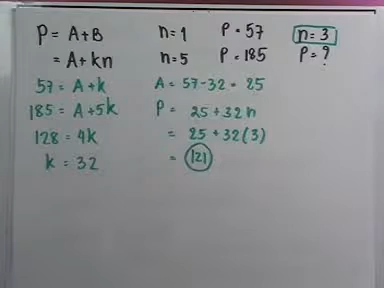 P = A + B n = 1 P = 57 n = 3
= A + kn n = 5 P = 185 P = ?
57 = A + k A = 57 - 32 = 25
185 = A + 5k P = 25 + 32n
128 = 4k = 25 + 32(3)
k = 32 = 121